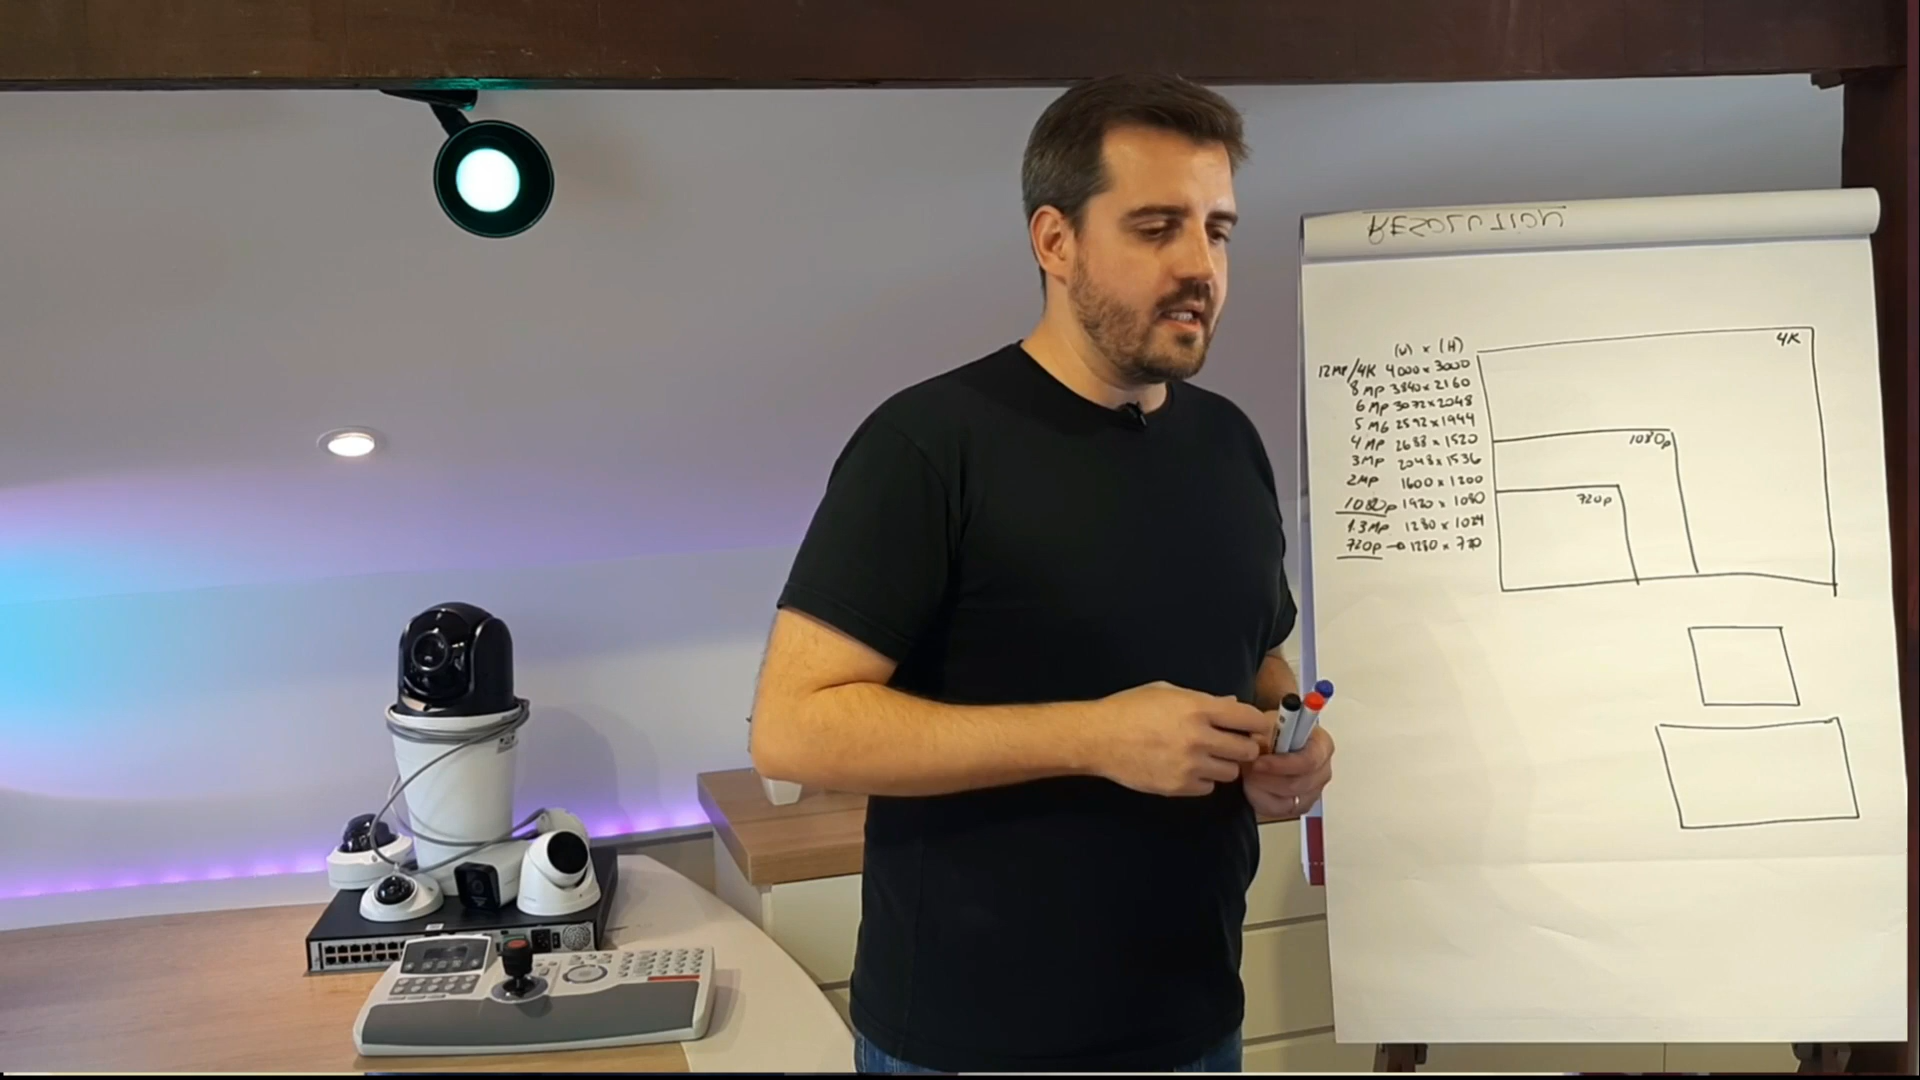 RESOLUTION
(W) x (H)
12MP/4K 4000 x 3000
8 MP 3840 x 2160
6 Mp 3072 x 2048
5 M6 2592 x 1944
4 MP 2688 x 1520
3Mp 2048 x 1536
2MP 1600 x 1200
1080p 1920 x 1080
1.3Mp 1280 x 1024
720p → 1280 x 720
4K
1080p
720p